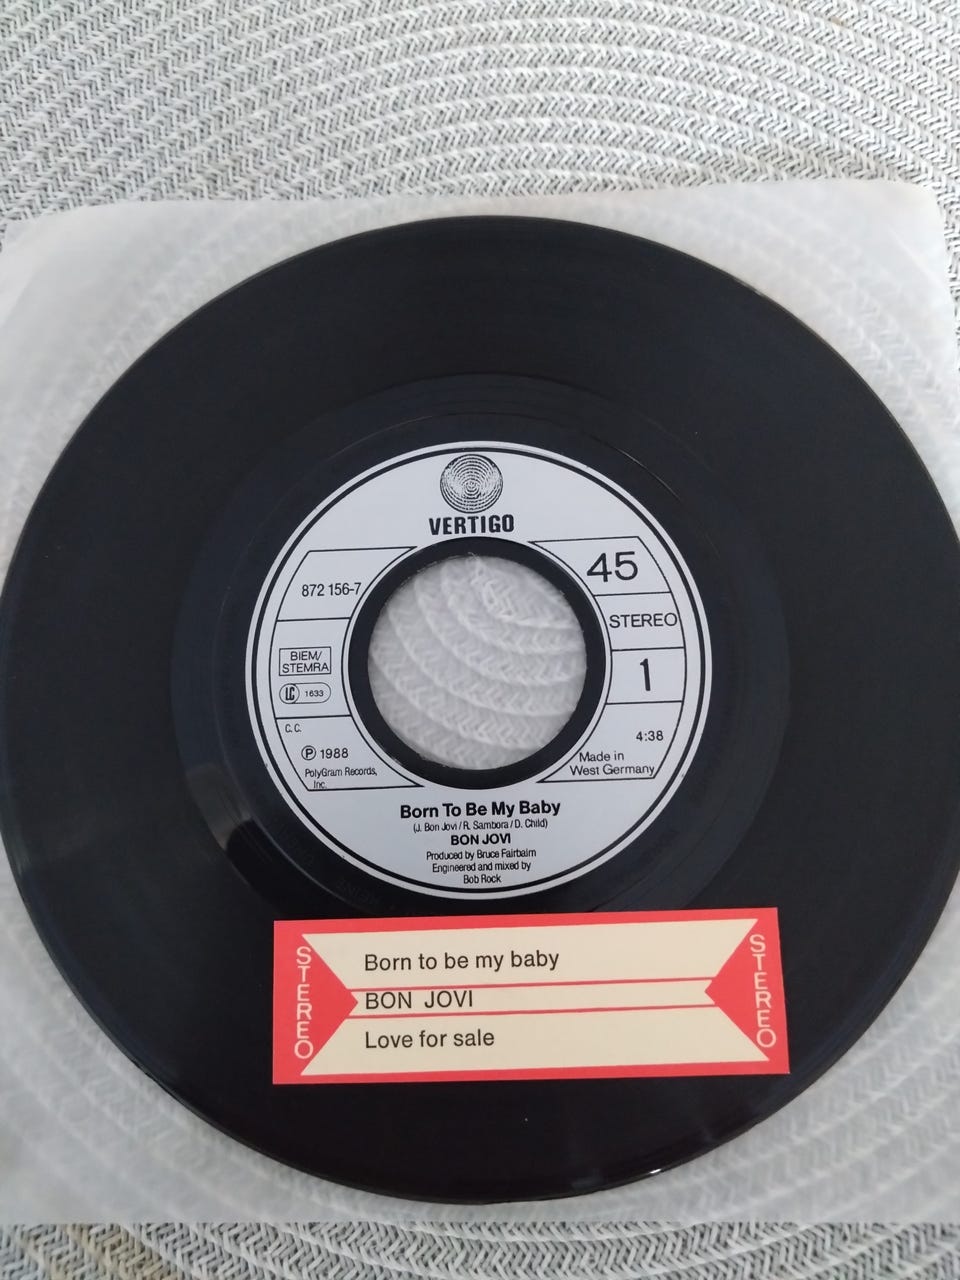 VERTIGO
872 156-7
45
STEREO
BIEM/
STEMRA
LC 1633
1
C.C.
℗ 1988
PolyGram Records,
Inc.
4:38
Made in
West Germany
Born To Be My Baby
(J. Bon Jovi / R. Sambora / D. Child)
BON JOVI
Produced by Bruce Fairbairn
Engineered and mixed by
Bob Rock
STEREO
Born to be my baby
BON JOVI
Love for sale
STEREO